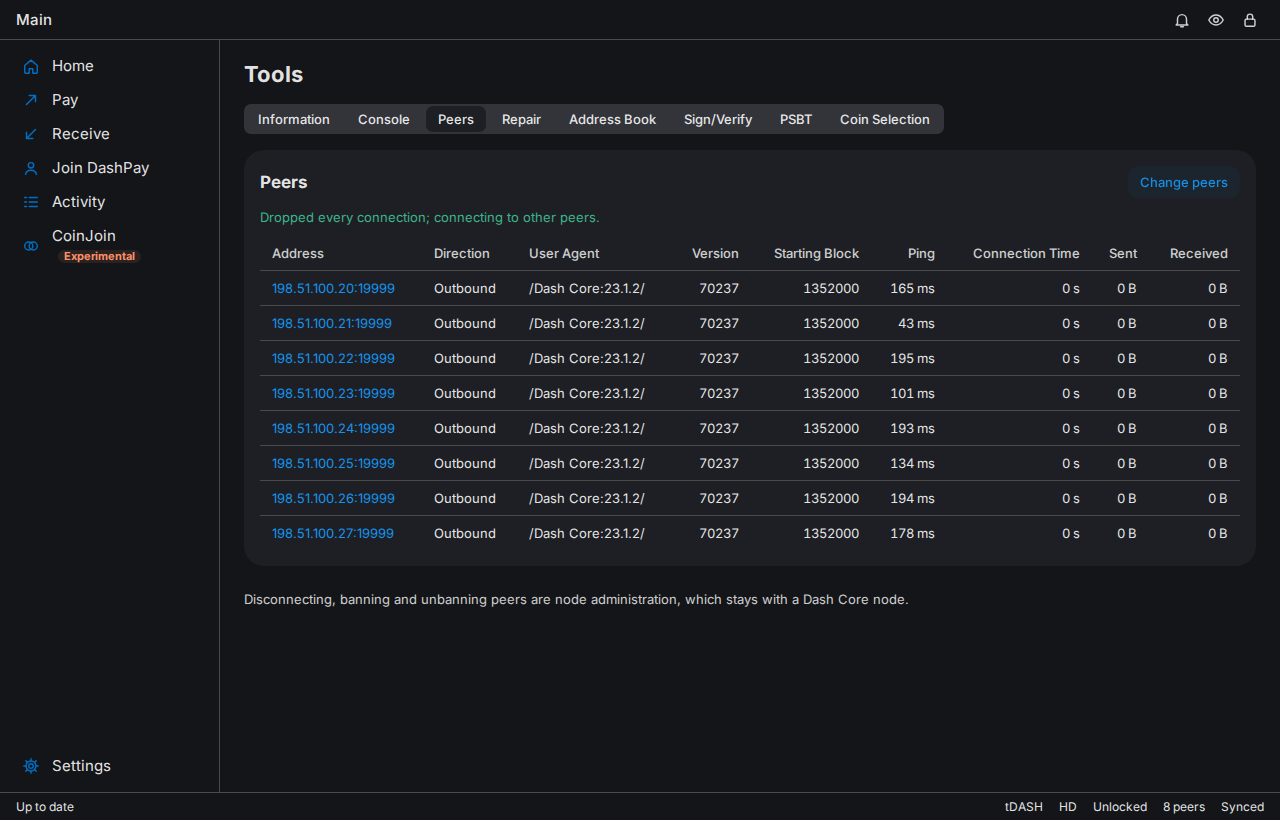 Main
Home
Pay
Receive
Join DashPay
Activity
CoinJoin
Experimental
Settings
Tools
Information Console Peers Repair Address Book Sign/Verify PSBT Coin Selection
Peers
Change peers
Dropped every connection; connecting to other peers.
Address Direction User Agent Version Starting Block Ping Connection Time Sent Received
198.51.100.20:19999 Outbound /Dash Core:23.1.2/ 70237 1352000 165 ms 0 s 0 B 0 B
198.51.100.21:19999 Outbound /Dash Core:23.1.2/ 70237 1352000 43 ms 0 s 0 B 0 B
198.51.100.22:19999 Outbound /Dash Core:23.1.2/ 70237 1352000 195 ms 0 s 0 B 0 B
198.51.100.23:19999 Outbound /Dash Core:23.1.2/ 70237 1352000 101 ms 0 s 0 B 0 B
198.51.100.24:19999 Outbound /Dash Core:23.1.2/ 70237 1352000 193 ms 0 s 0 B 0 B
198.51.100.25:19999 Outbound /Dash Core:23.1.2/ 70237 1352000 134 ms 0 s 0 B 0 B
198.51.100.26:19999 Outbound /Dash Core:23.1.2/ 70237 1352000 194 ms 0 s 0 B 0 B
198.51.100.27:19999 Outbound /Dash Core:23.1.2/ 70237 1352000 178 ms 0 s 0 B 0 B
Disconnecting, banning and unbanning peers are node administration, which stays with a Dash Core node.
Up to date
tDASH HD Unlocked 8 peers Synced